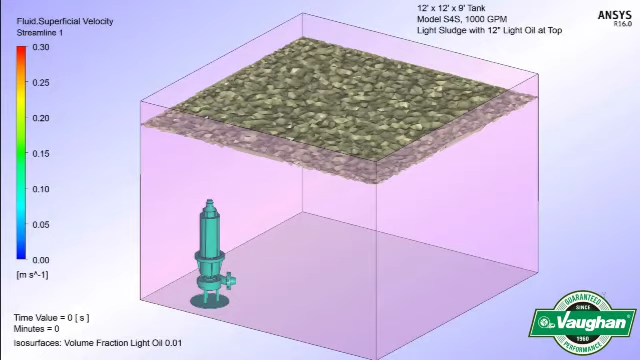 Fluid.Superficial Velocity
Streamline 1
12' x 12' x 9' Tank
Model S4S, 1000 GPM
Light Sludge with 12" Light Oil at Top
ANSYS
R16.0
0.30
0.25
0.20
0.15
0.10
0.05
0.00
[m s^-1]
Time Value = 0 [ s ]
Minutes = 0
Isosurfaces: Volume Fraction Light Oil 0.01
GUARANTEED
SINCE
Vaughan
1960
PERFORMANCE